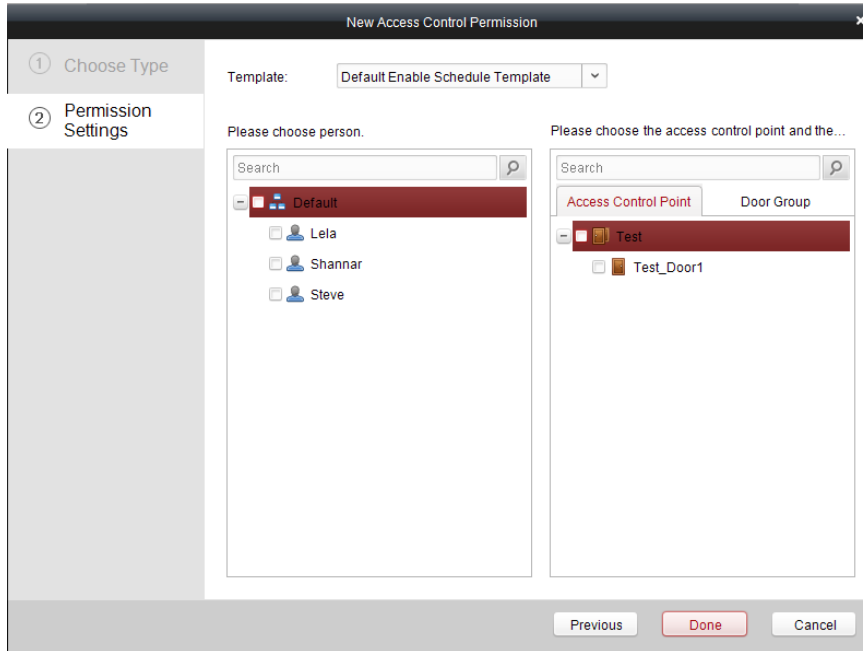 New Access Control Permission
1 Choose Type
2 Permission
Settings
Template: Default Enable Schedule Template
Please choose person.
Search
Default
Lela
Shannar
Steve
Please choose the access control point and the...
Search
Access Control Point Door Group
Test
Test_Door1
Previous Done Cancel